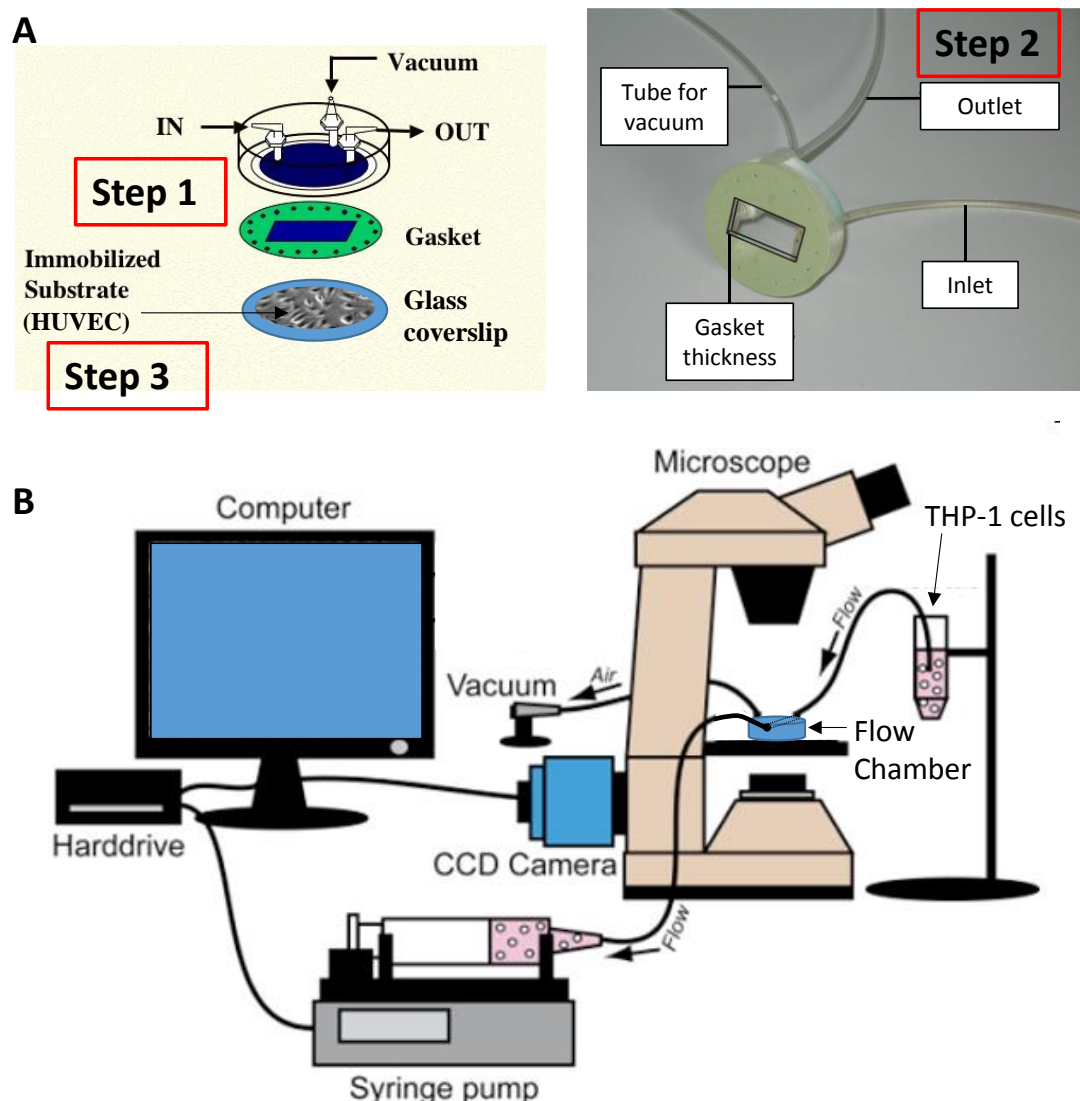 A
Vacuum
IN
OUT
Step 1
Gasket
Immobilized
Substrate
(HUVEC)
Glass
coverslip
Step 3
Step 2
Tube for
vacuum
Outlet
Inlet
Gasket
thickness
B
Computer
Microscope
THP-1 cells
Flow
Air
Vacuum
Flow
Chamber
Harddrive
CCD Camera
Flow
Syringe pump